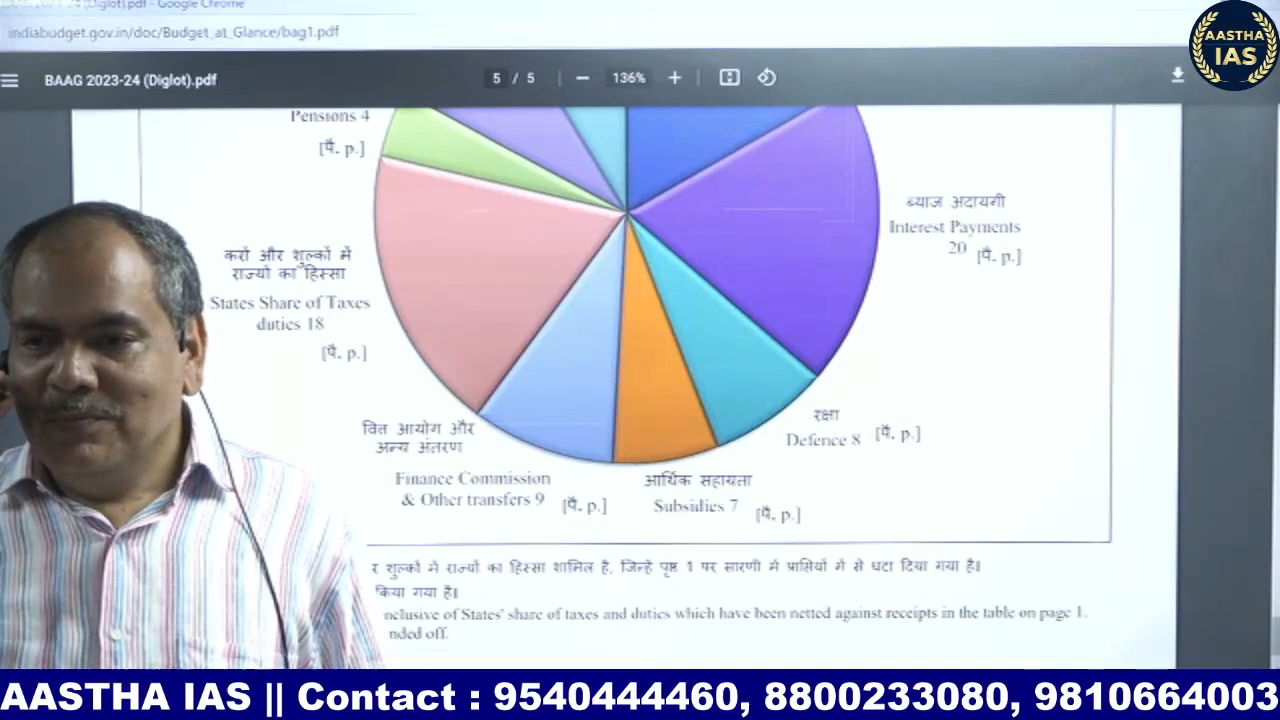 (Diglot).pdf - Google Chrome
indiabudget.gov.in/doc/Budget_at_Glance/bag1.pdf
AASTHA
IAS
BAAG 2023-24 (Diglot).pdf
5 / 5
136%
Pensions 4
[पै. p.]
ब्याज अदायगी
Interest Payments
20 [पै. p.]
करों और शुल्कों में
राज्यों का हिस्सा
States Share of Taxes
duties 18
[पै. p.]
रक्षा
Defence 8 [पै. p.]
वित्त आयोग और
अन्य अंतरण
Finance Commission
& Other transfers 9 [पै. p.]
आर्थिक सहायता
Subsidies 7 [पै. p.]
र शुल्कों में राज्यों का हिस्सा शामिल है, जिन्हें पृष्ठ 1 पर सारणी में प्राप्तियों में से घटा दिया गया है।
किया गया है।
nclusive of States' share of taxes and duties which have been netted against receipts in the table on page 1.
nded off.
AASTHA IAS || Contact : 9540444460, 8800233080, 9810664003